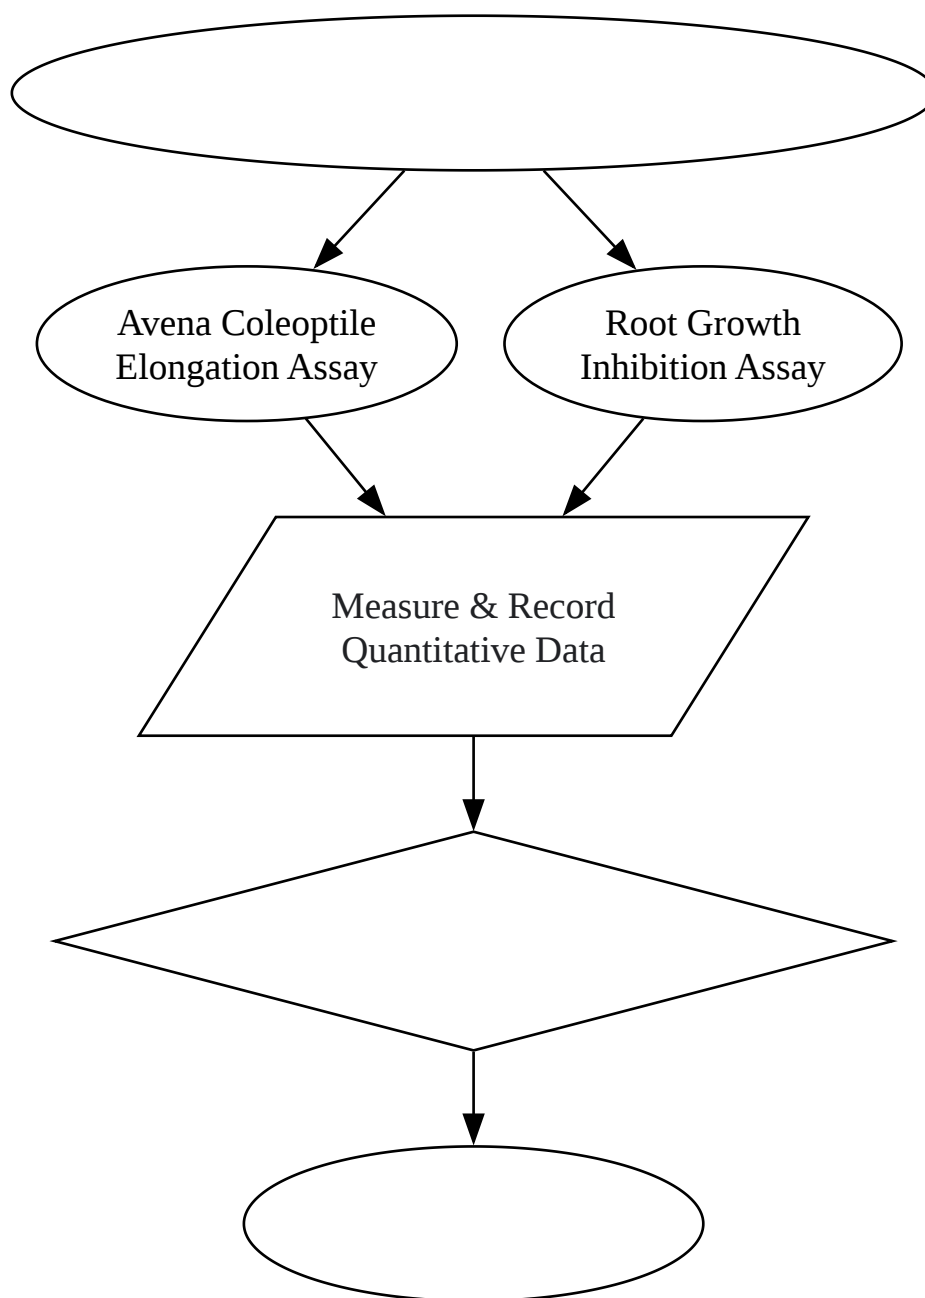 Avena Coleoptile
Elongation Assay
Root Growth
Inhibition Assay
Measure & Record
Quantitative Data